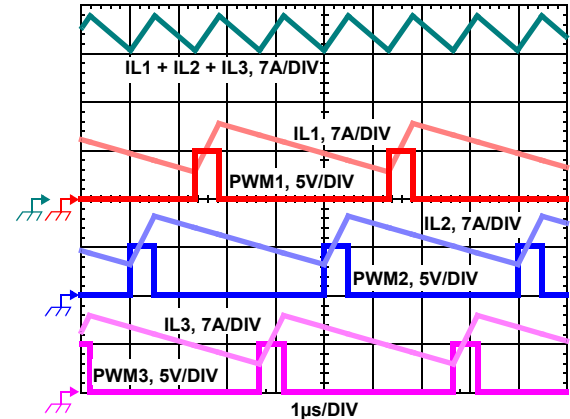 IL1 + IL2 + IL3, 7A/DIV
IL1, 7A/DIV
PWM1, 5V/DIV
IL2, 7A/DIV
PWM2, 5V/DIV
IL3, 7A/DIV
PWM3, 5V/DIV
1µs/DIV